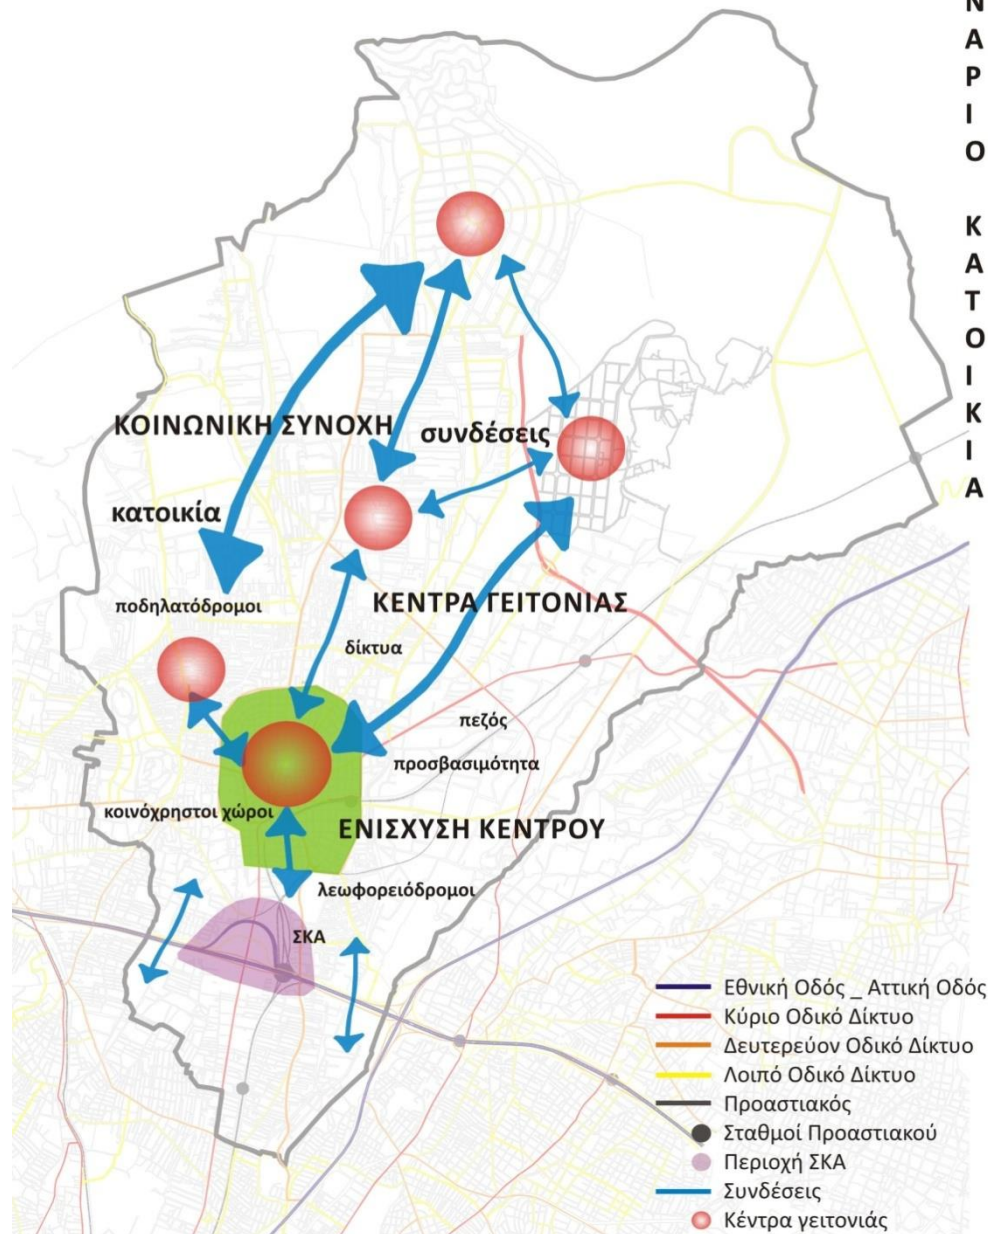 Ν
Α
Ρ
Ι
Ο
Κ
Α
Τ
Ο
Ι
Κ
Ι
Α
ΚΟΙΝΩΝΙΚΗ ΣΥΝΟΧΗ
συνδέσεις
κατοικία
ποδηλατόδρομοι
ΚΕΝΤΡΑ ΓΕΙΤΟΝΙΑΣ
δίκτυα
πεζός
προσβασιμότητα
κοινόχρηστοι χώροι
ΕΝΙΣΧΥΣΗ ΚΕΝΤΡΟΥ
λεωφορειόδρομοι
ΣΚΑ
Εθνική Οδός _ Αττική Οδός
Κύριο Οδικό Δίκτυο
Δευτερεύον Οδικό Δίκτυο
Λοιπό Οδικό Δίκτυο
Προαστιακός
Σταθμοί Προαστιακού
Περιοχή ΣΚΑ
Συνδέσεις
Κέντρα γειτονιάς